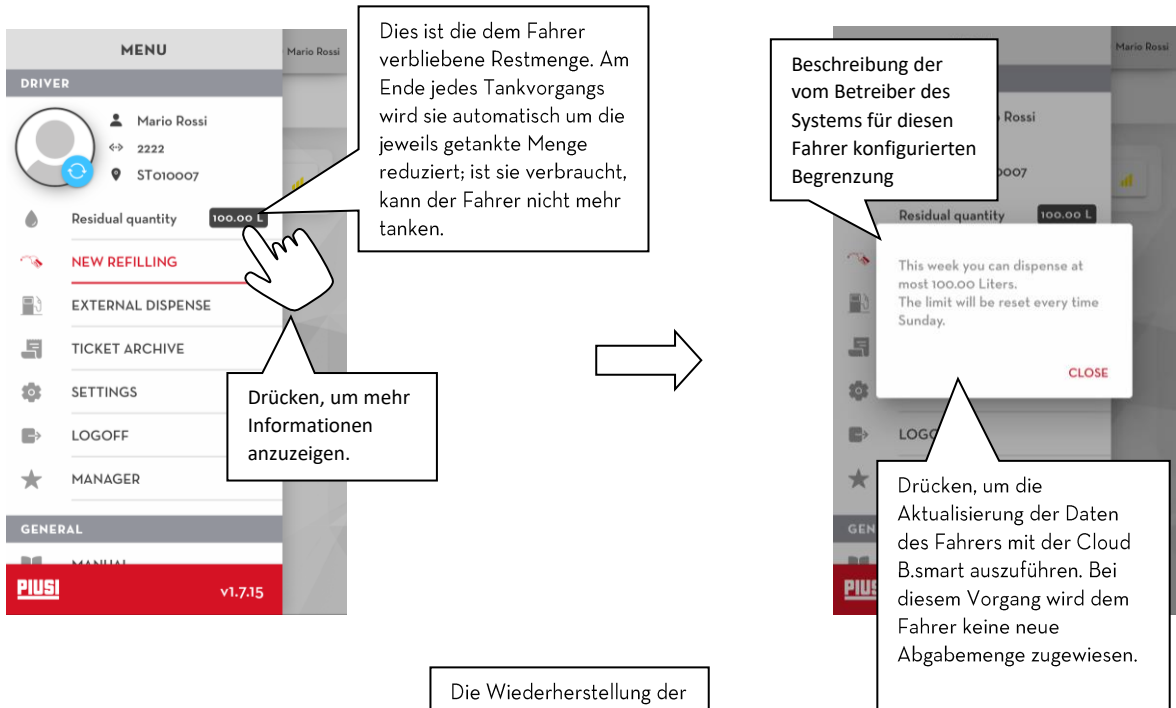 MENU
Mario Rossi
DRIVER
Mario Rossi
2222
ST010007
Residual quantity 100.00 L
NEW REFILLING
EXTERNAL DISPENSE
TICKET ARCHIVE
SETTINGS
LOGOFF
MANAGER
GENERAL
MANUAL
PIUSI v1.7.15
Dies ist die dem Fahrer
verbliebene Restmenge. Am
Ende jedes Tankvorgangs
wird sie automatisch um die
jeweils getankte Menge
reduziert; ist sie verbraucht,
kann der Fahrer nicht mehr
tanken.
Drücken, um mehr
Informationen
anzuzeigen.
Beschreibung der
vom Betreiber des
Systems für diesen
Fahrer konfigurierten
Begrenzung
Mario Rossi
Rossi
0007
Residual quantity 100.00 L
This week you can dispense at
most 100.00 Liters.
The limit will be reset every time
Sunday.
CLOSE
LOGO
GEN
PIUS
Drücken, um die
Aktualisierung der Daten
des Fahrers mit der Cloud
B.smart auszuführen. Bei
diesem Vorgang wird dem
Fahrer keine neue
Abgabemenge zugewiesen.
Die Wiederherstellung der